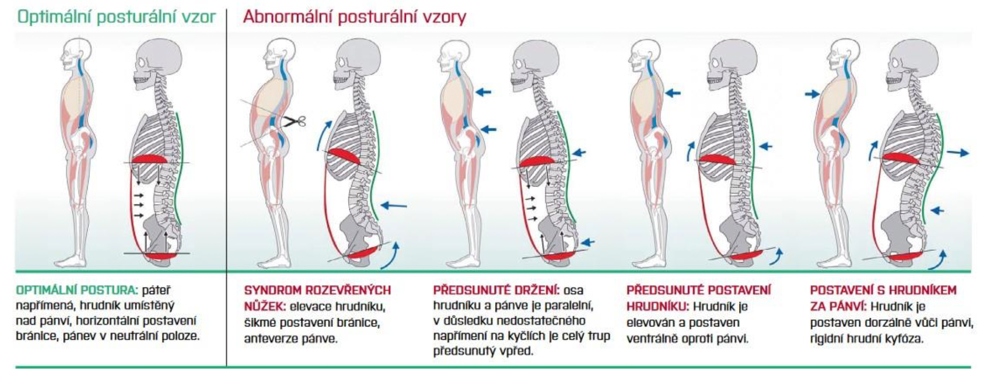 Optimální posturální vzor
Abnormální posturální vzory
OPTIMÁLNÍ POSTURA: páteř
napřímená, hrudník umístěný
nad pánví, horizontální postavení
bránice, pánev v neutrální poloze.
SYNDROM ROZEVŘENÝCH
NŮŽEK: elevace hrudníku,
šikmé postavení bránice,
anteverze pánve.
PŘEDSUNUTÉ DRŽENÍ: osa
hrudníku a pánve je paralelní,
v důsledku nedostatečného
napřímení na kyčlích je celý trup
předsunutý vpřed.
PŘEDSUNUTÉ POSTAVENÍ
HRUDNÍKU: Hrudník je
elevován a postaven
ventrálně oproti pánvi.
POSTAVENÍ S HRUDNÍKEM
ZA PÁNVÍ: Hrudník je
postaven dorzálně vůči pánvi,
rigidní hrudní kyfóza.